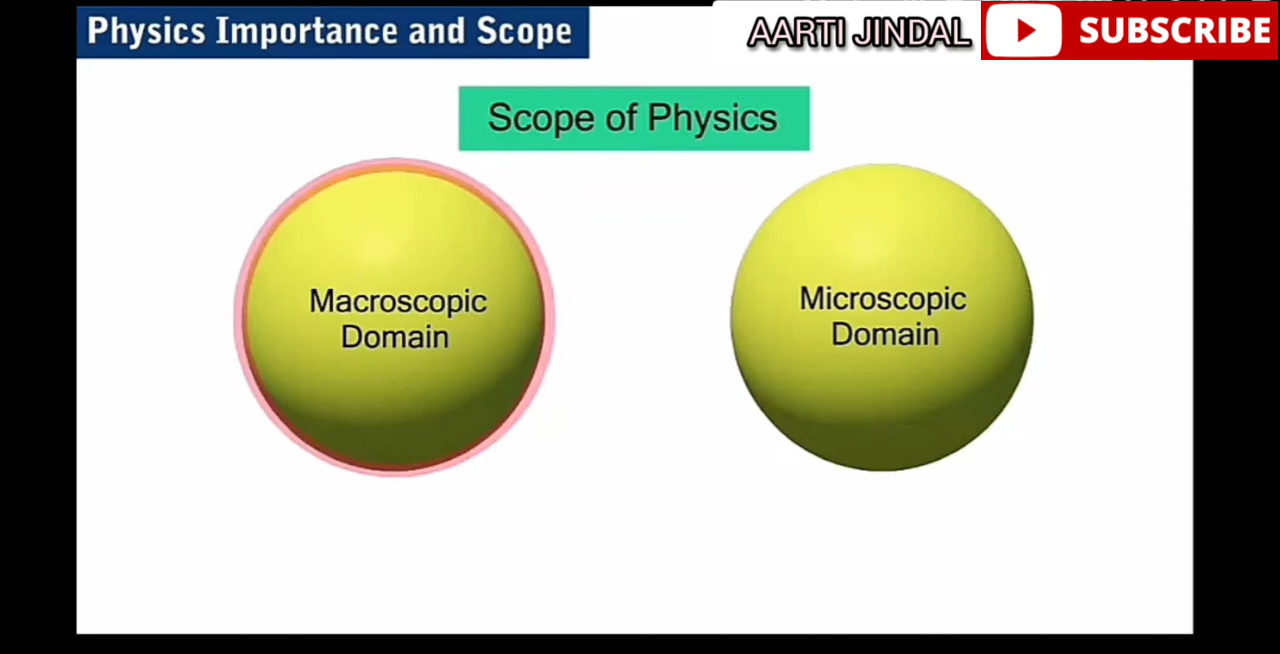 Physics Importance and Scope
AARTI JINDAL
SUBSCRIBE
Scope of Physics
Macroscopic
Domain
Microscopic
Domain